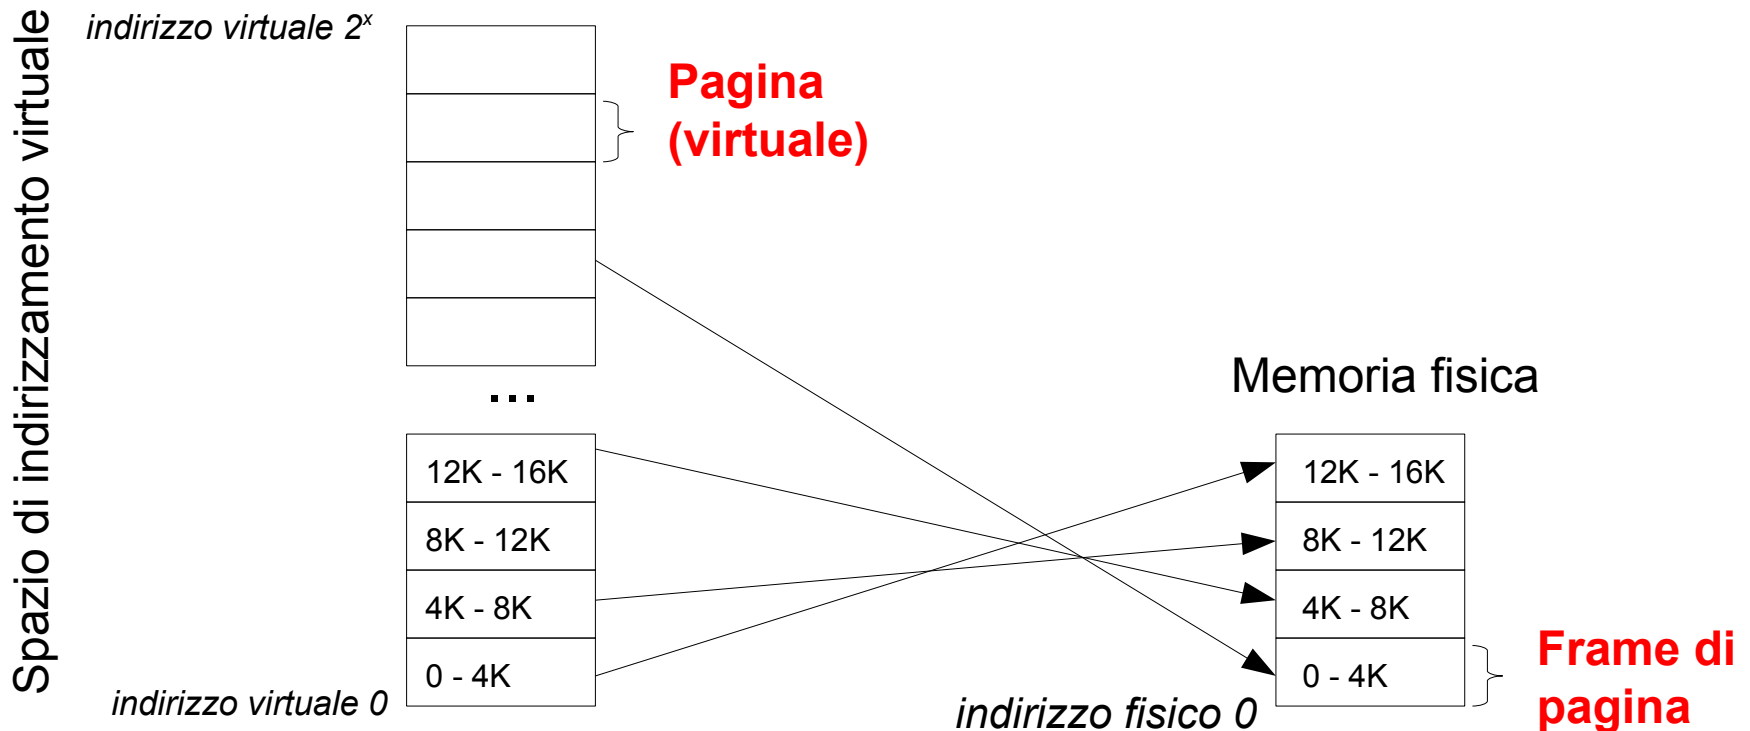 Spazio di indirizzamento virtuale
indirizzo virtuale 2x
Pagina
(virtuale)
...
Memoria fisica
12K - 16K
8K - 12K
4K - 8K
0 - 4K
indirizzo virtuale 0
12K - 16K
8K - 12K
4K - 8K
0 - 4K
indirizzo fisico 0
Frame di
pagina